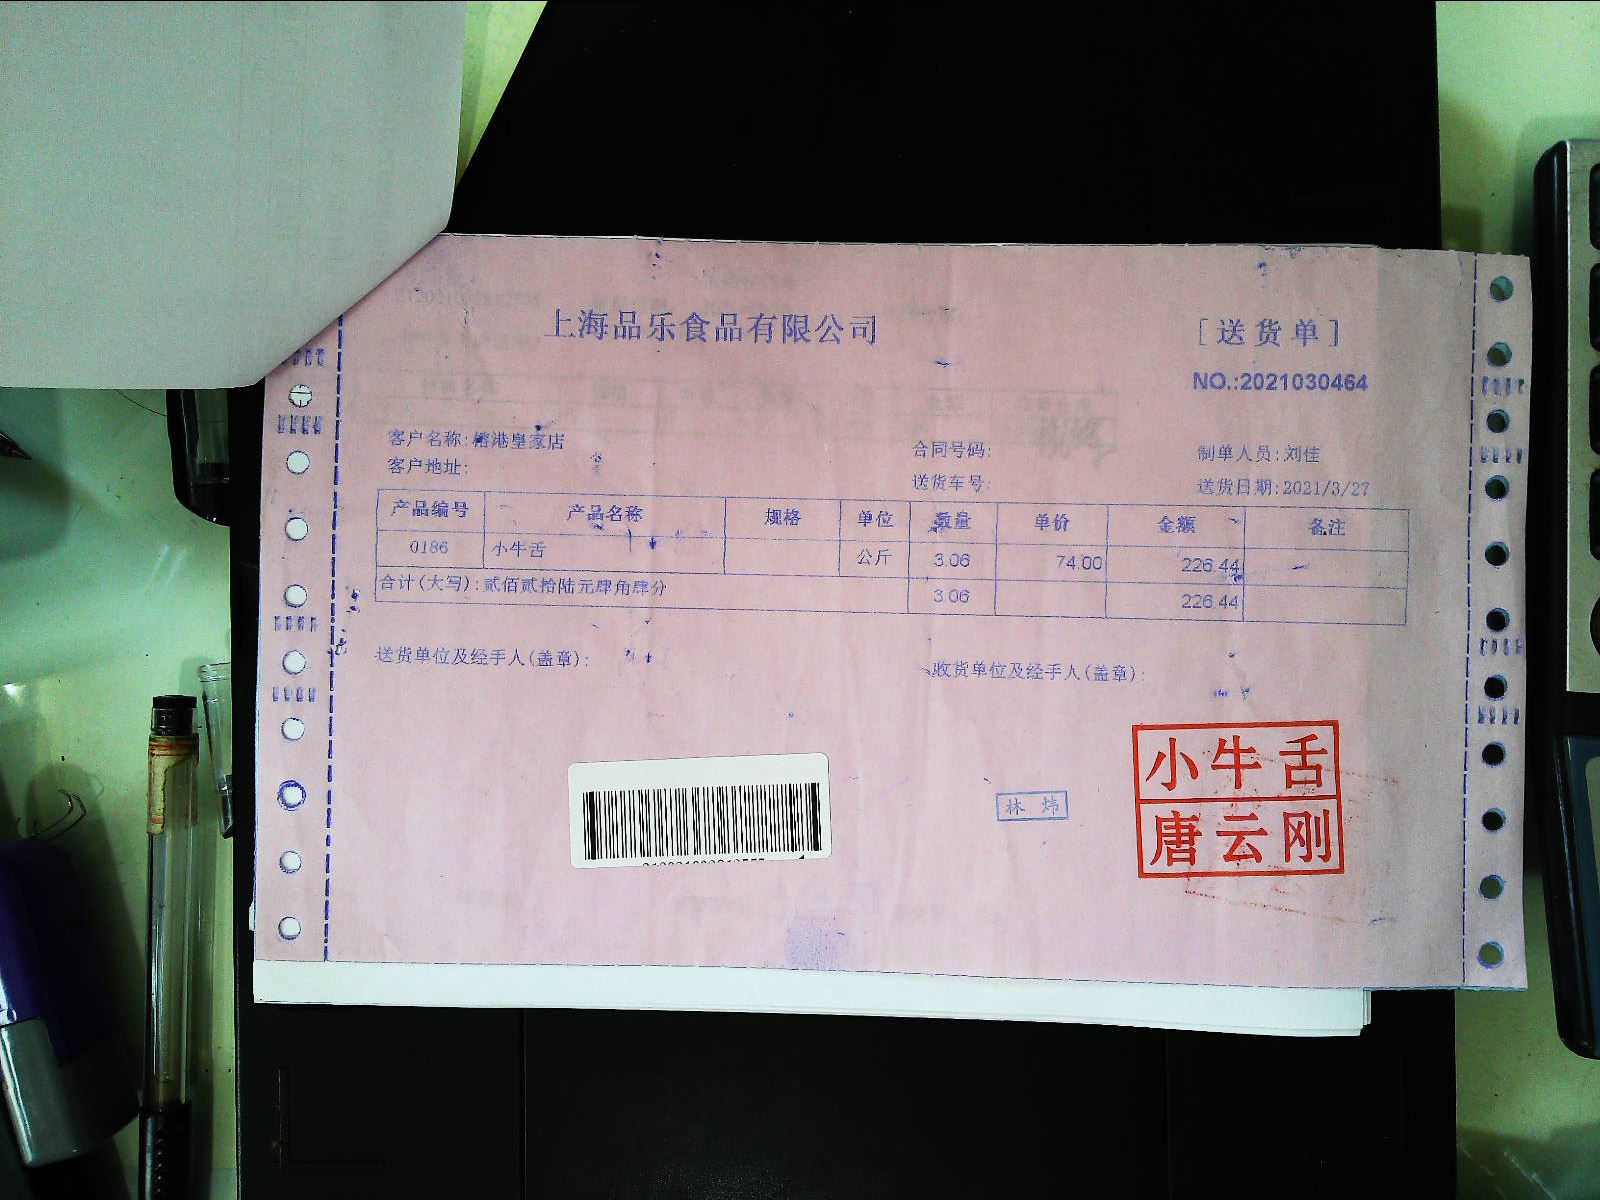 上海品乐食品有限公司
[送货单]
NO.:2021030464
客户名称:榕港皇家店
合同号码:
制单人员:刘佳
客户地址:
送货车号:
送货日期:2021/3/27
产品编号 产品名称 规格 单位 数量 单价 金额 备注
0186 小牛舌 公斤 3.06 74.00 226.44
合计(大写):贰佰贰拾陆元肆角肆分 3.06 226.44
送货单位及经手人(盖章):
收货单位及经手人(盖章):
小牛舌
唐云刚
林炜